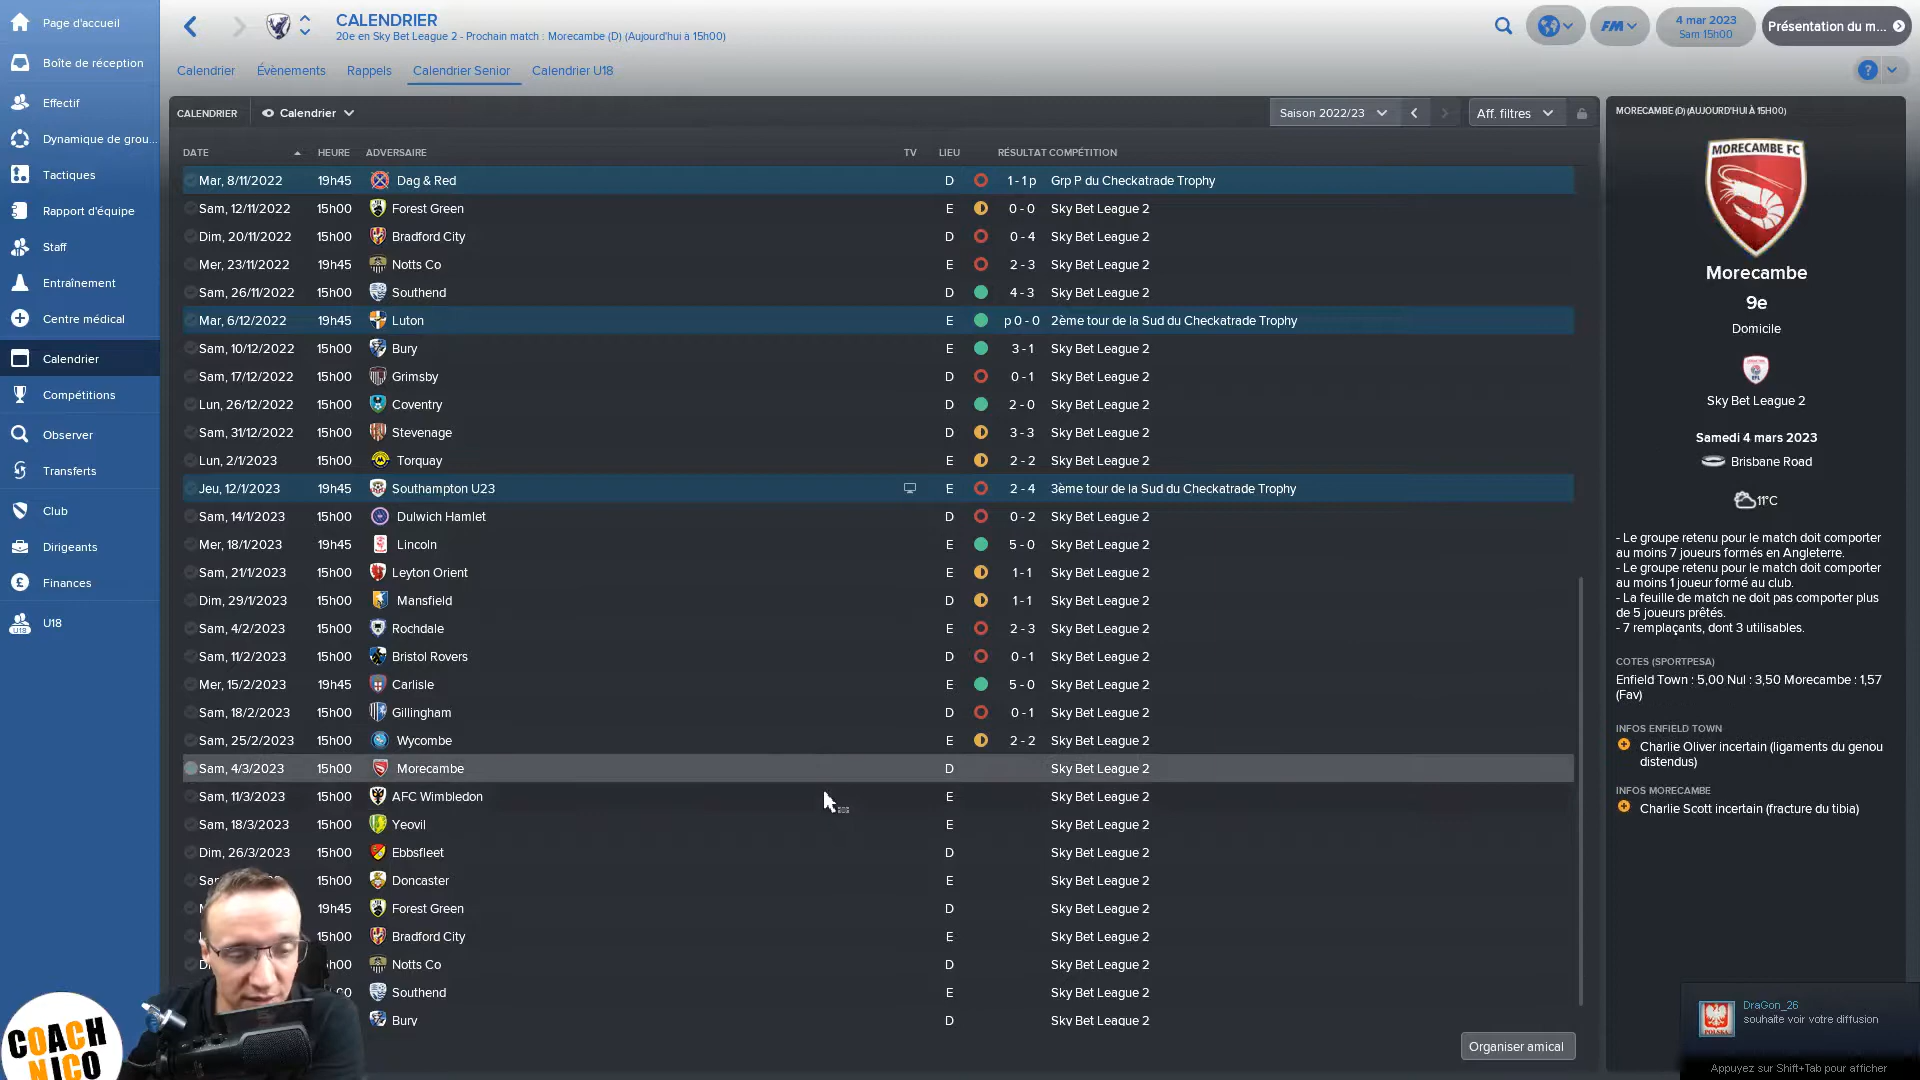 Page d'accueil
Boîte de réception
Effectif
Dynamique de grou...
Tactiques
Rapport d'équipe
Staff
Entraînement
Centre médical
Calendrier
Compétitions
Observer
Transferts
Club
Dirigeants
Finances
U18
CALENDRIER
20e en Sky Bet League 2 - Prochain match : Morecambe (D) (Aujourd'hui à 15h00)
FM
4 mar 2023
Sam 15h00
Présentation du m...
Calendrier Évènements Rappels Calendrier Senior Calendrier U18
CALENDRIER Calendrier Saison 2022/23 Aff. filtres
DATE HEURE ADVERSAIRE TV LIEU RÉSULTAT COMPÉTITION
Mar, 8/11/2022 19h45 Dag & Red D 1 - 1 p Grp P du Checkatrade Trophy
Sam, 12/11/2022 15h00 Forest Green E 0 - 0 Sky Bet League 2
Dim, 20/11/2022 15h00 Bradford City D 0 - 4 Sky Bet League 2
Mer, 23/11/2022 19h45 Notts Co E 2 - 3 Sky Bet League 2
Sam, 26/11/2022 15h00 Southend D 4 - 3 Sky Bet League 2
Mar, 6/12/2022 19h45 Luton E p 0 - 0 2ème tour de la Sud du Checkatrade Trophy
Sam, 10/12/2022 15h00 Bury E 3 - 1 Sky Bet League 2
Sam, 17/12/2022 15h00 Grimsby D 0 - 1 Sky Bet League 2
Lun, 26/12/2022 15h00 Coventry D 2 - 0 Sky Bet League 2
Sam, 31/12/2022 15h00 Stevenage D 3 - 3 Sky Bet League 2
Lun, 2/1/2023 15h00 Torquay E 2 - 2 Sky Bet League 2
Jeu, 12/1/2023 19h45 Southampton U23 E 2 - 4 3ème tour de la Sud du Checkatrade Trophy
Sam, 14/1/2023 15h00 Dulwich Hamlet D 0 - 2 Sky Bet League 2
Mer, 18/1/2023 19h45 Lincoln E 5 - 0 Sky Bet League 2
Sam, 21/1/2023 15h00 Leyton Orient E 1 - 1 Sky Bet League 2
Dim, 29/1/2023 15h00 Mansfield D 1 - 1 Sky Bet League 2
Sam, 4/2/2023 15h00 Rochdale E 2 - 3 Sky Bet League 2
Sam, 11/2/2023 15h00 Bristol Rovers D 0 - 1 Sky Bet League 2
Mer, 15/2/2023 19h45 Carlisle E 5 - 0 Sky Bet League 2
Sam, 18/2/2023 15h00 Gillingham D 0 - 1 Sky Bet League 2
Sam, 25/2/2023 15h00 Wycombe E 2 - 2 Sky Bet League 2
Sam, 4/3/2023 15h00 Morecambe D Sky Bet League 2
Sam, 11/3/2023 15h00 AFC Wimbledon E Sky Bet League 2
Sam, 18/3/2023 15h00 Yeovil E Sky Bet League 2
Dim, 26/3/2023 15h00 Ebbsfleet D Sky Bet League 2
15h00 Doncaster E Sky Bet League 2
19h45 Forest Green D Sky Bet League 2
15h00 Bradford City E Sky Bet League 2
Notts Co D Sky Bet League 2
Southend E Sky Bet League 2
Bury D Sky Bet League 2
Organiser amical
MORECAMBE (D) (AUJOURD'HUI À 15H00)
MORECAMBE FC
Morecambe
9e
Domicile
Sky Bet League 2
Samedi 4 mars 2023
Brisbane Road
11°C
- Le groupe retenu pour le match doit comporter
au moins 7 joueurs formés en Angleterre.
- Le groupe retenu pour le match doit comporter
au moins 1 joueur formé au club.
- La feuille de match ne doit pas comporter plus
de 5 joueurs prêtés.
- 7 remplaçants, dont 3 utilisables.
COTES (SPORTPESA)
Enfield Town : 5,00 Nul : 3,50 Morecambe : 1,57
(Fav)
INFOS ENFIELD TOWN
Charlie Oliver incertain (ligaments du genou
distendus)
INFOS MORECAMBE
Charlie Scott incertain (fracture du tibia)
DraGon_26
souhaite voir votre diffusion
Appuyez sur Shift+Tab pour afficher
COACH
NICO